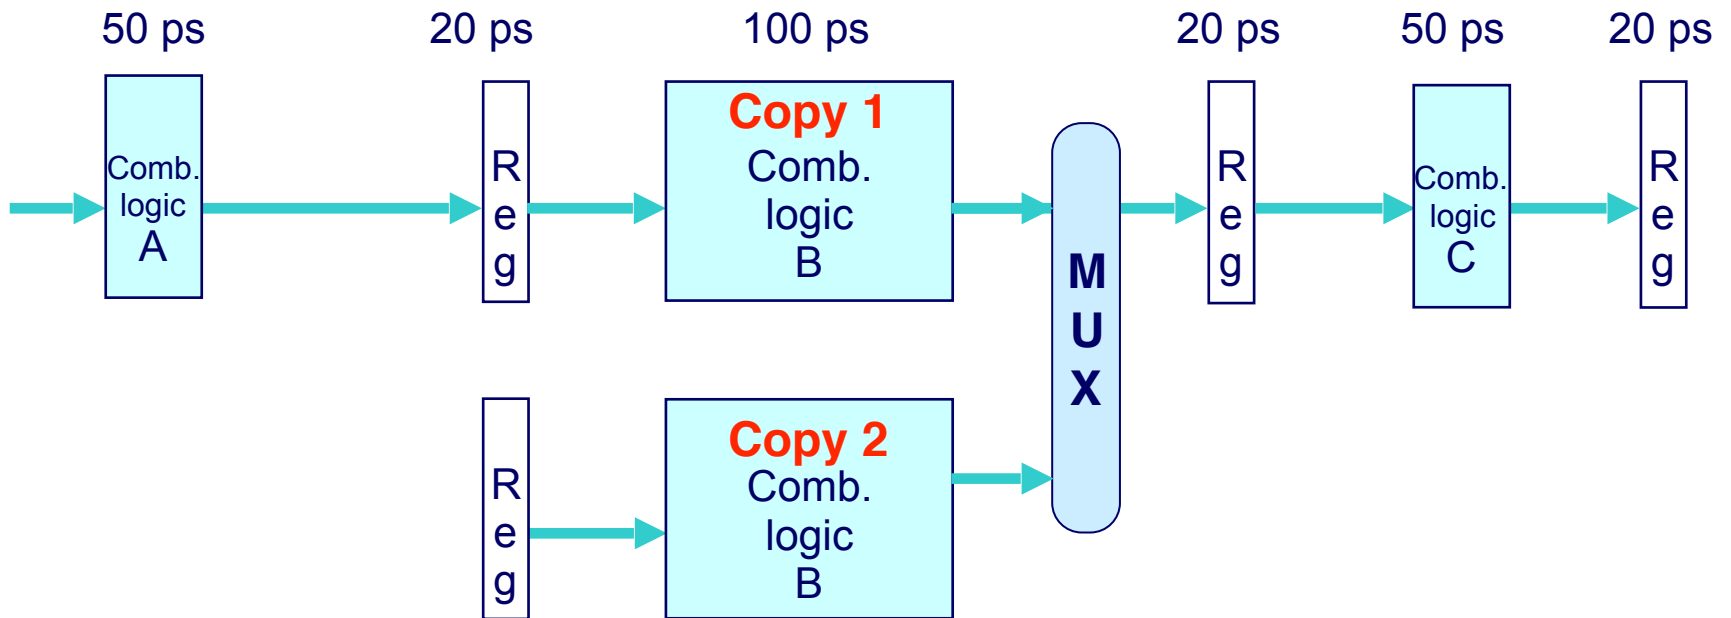 50 ps
20 ps
100 ps
20 ps
50 ps
20 ps
Comb.
logic
A
R
e
g
Copy 1
Comb.
logic
B
M
U
X
R
e
g
Comb.
logic
C
R
e
g
R
e
g
Copy 2
Comb.
logic
B